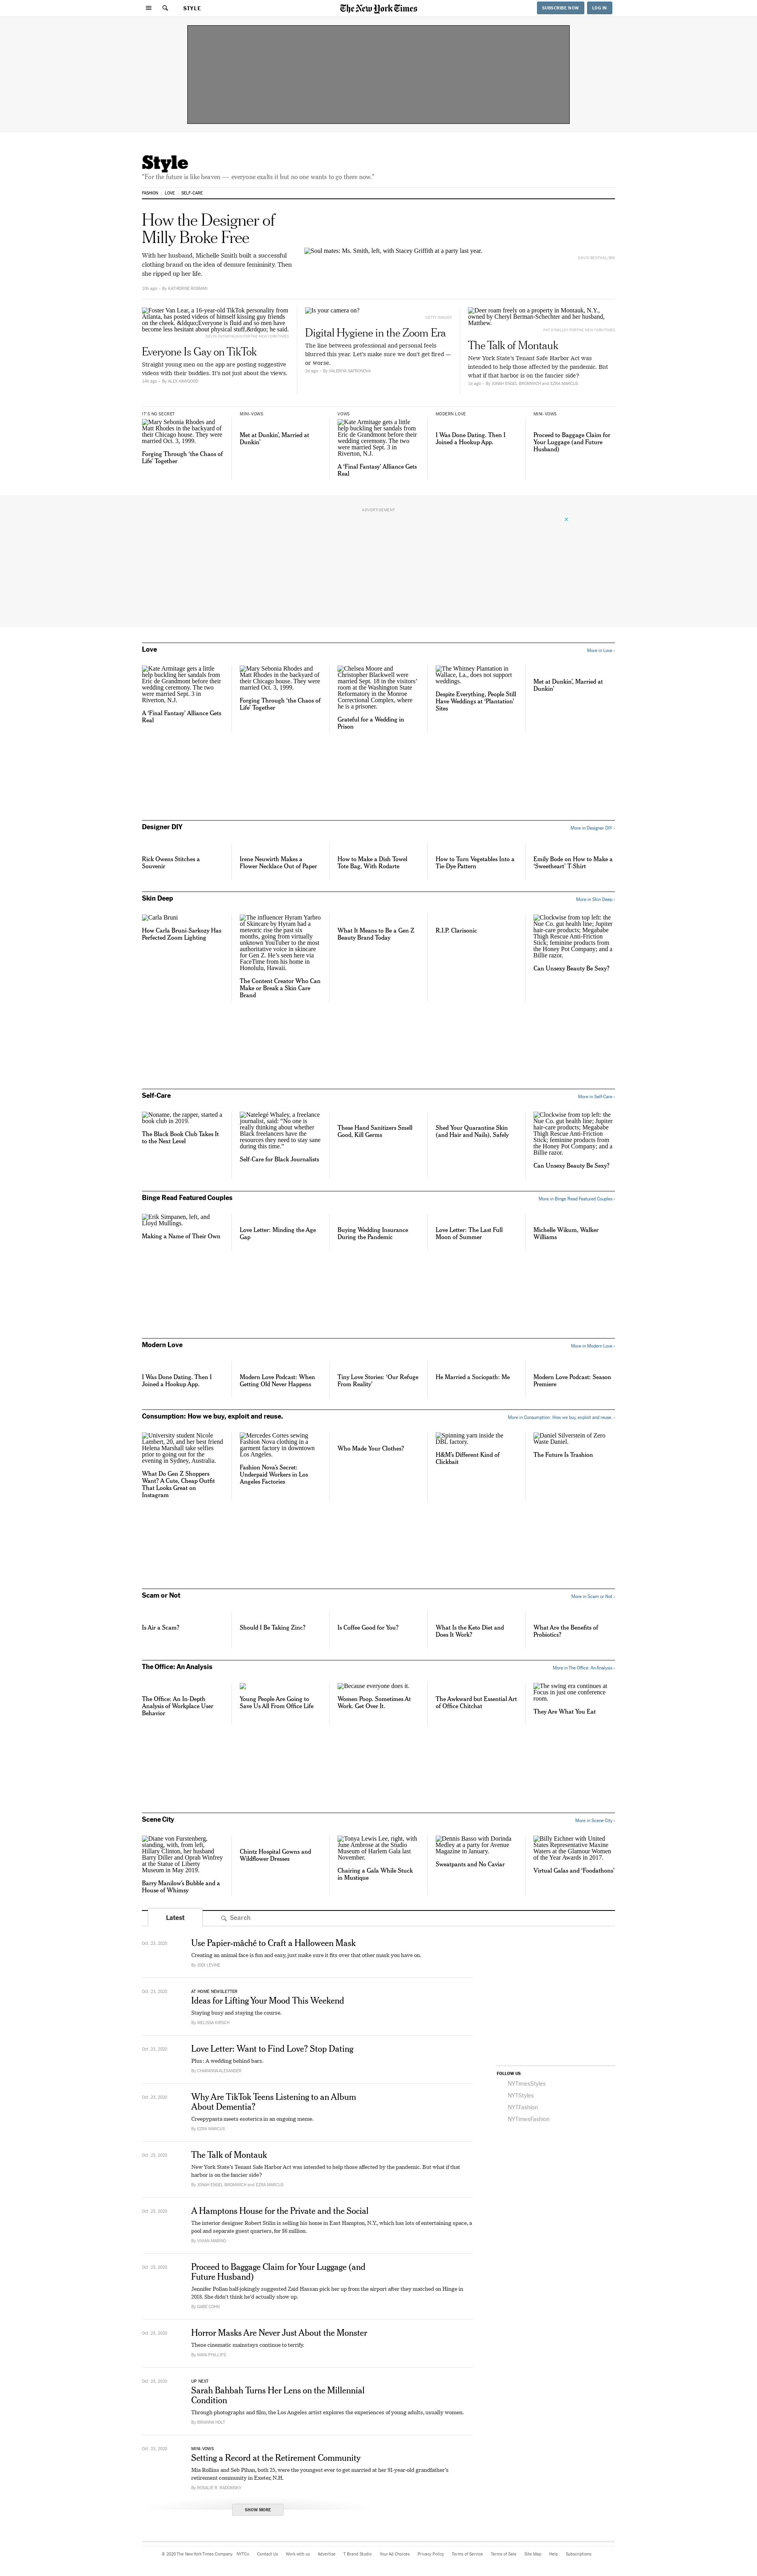 STYLE
The New York Times
SUBSCRIBE NOW
LOG IN
Style
"For the future is like heaven — everyone exalts it but no one wants to go there now."
FASHION
LOVE
SELF-CARE
How the Designer of
Milly Broke Free
With her husband, Michelle Smith built a successful
clothing brand on the idea of demure femininity. Then
she ripped up her life.
By KATHERINE ROSMAN
Soul mates: Ms. Smith, left, with Stacey Griffith at a party last year.
Foster Van Lear, a 16-year-old TikTok personality from
Atlanta, has posted videos of himself kissing guy friends
on the cheek. &ldquo;Everyone is fluid and so men have
become less hesitant about physical stuff,&rdquo; he said.
Everyone Is Gay on TikTok
Straight young men on the app are posting suggestive
videos with their buddies. It's not just about the views.
14h ago · By ALEX HAWGOOD
Is your camera on?
GETTY IMAGES
Digital Hygiene in the Zoom Era
The line between professional and personal feels
blurred this year. Let's make sure we don't get fired —
or worse.
2d ago · By VALERIYA SAFRONOVA
Deer roam freely on a property in Montauk, N.Y.,
owned by Cheryl Berman-Schechter and her husband,
Matthew.
The Talk of Montauk
New York State's Tenant Safe Harbor Act was
intended to help those affected by the pandemic. But
what if that harbor is on the fancier side?
1d ago · By JONAH ENGEL BROMWICH and EZRA MARCUS
IT'S NO SECRET
Mary Sebonia Rhodes and
Matt Rhodes in the backyard of
their Chicago house. They were
married Oct. 3, 1999.
Forging Through 'the Chaos of
Life' Together
MINI-VOWS
Met at Dunkin', Married at
Dunkin'
VOWS
Kate Armitage gets a little
help buckling her sandals from
Eric de Grandmont before their
wedding ceremony. The two
were married Sept. 3 in
Riverton, N.J.
A 'Final Fantasy' Alliance Gets
Real
MODERN LOVE
I Was Done Dating. Then I
Joined a Hookup App.
MINI-VOWS
Proceed to Baggage Claim for
Your Luggage (and Future
Husband)
ADVERTISEMENT
Love
More in Love ›
Kate Armitage gets a little
help buckling her sandals from
Eric de Grandmont before their
wedding ceremony. The two
were married Sept. 3 in
Riverton, N.J.
A 'Final Fantasy' Alliance Gets
Real
Mary Sebonia Rhodes and
Matt Rhodes in the backyard of
their Chicago house. They were
married Oct. 3, 1999.
Forging Through 'the Chaos of
Life' Together
Chelsea Moore and
Christopher Blackwell were
married Sept. 18 in the visitors'
room at the Washington State
Reformatory in the Monroe
Correctional Complex, where
he is a prisoner.
Grateful for a Wedding in
Prison
The Whitney Plantation in
Wallace, La., does not support
weddings.
Despite Everything, People Still
Have Weddings at 'Plantation'
Sites
Met at Dunkin', Married at
Dunkin'
Designer DIY
More in Designer DIY ›
Rick Owens Stitches a
Souvenir
Irene Neuwirth Makes a
Flower Necklace Out of Paper
How to Make a Dish Towel
Tote Bag, With Rodarte
How to Turn Vegetables Into a
Tie-Dye Pattern
Emily Bode on How to Make a
'Sweetheart' T-Shirt
Skin Deep
More in Skin Deep ›
Carla Bruni
How Carla Bruni-Sarkozy Has
Perfected Zoom Lighting
The influencer Hyram Yarbro
of Skincare by Hyram had a
meteroric rise the past six
months, going from virtually
unknown YouTuber to the most
authoritative voice in skincare
for Gen Z. He's seen here via
FaceTime from his home in
Honolulu, Hawaii.
The Content Creator Who Can
Make or Break a Skin Care
Brand
What It Means to Be a Gen Z
Beauty Brand Today
R.I.P. Clarisonic
Clockwise from top left: the
Nue Co. gut health line; Jupiter
hair-care products; Megababe
Thigh Rescue Anti-Friction
Stick; feminine products from
the Honey Pot Company; and a
Billie razor.
Can Unsexy Beauty Be Sexy?
Self-Care
More in Self-Care ›
Noname, the rapper, started a
book club in 2019.
The Black Book Club Takes It
to the Next Level
Natelegé Whaley, a freelance
journalist, said: "No one is
really thinking about whether
Black freelancers have the
resources they need to stay sane
during this time."
Self-Care for Black Journalists
These Hand Sanitizers Smell
Good, Kill Germs
Shed Your Quarantine Skin
(and Hair and Nails), Safely
Clockwise from top left: the
Nue Co. gut health line; Jupiter
hair-care products; Megababe
Thigh Rescue Anti-Friction
Stick; feminine products from
the Honey Pot Company; and a
Billie razor.
Can Unsexy Beauty Be Sexy?
Binge Read Featured Couples
More in Binge Read Featured Couples ›
Erik Simpanen, left, and
Lloyd Mullings.
Making a Name of Their Own
Love Letter: Minding the Age
Gap
Buying Wedding Insurance
During the Pandemic
Love Letter: The Last Full
Moon of Summer
Michelle Wikum, Walker
Williams
Modern Love
More in Modern Love ›
I Was Done Dating. Then I
Joined a Hookup App.
Modern Love Podcast: When
Getting Old Never Happens
Tiny Love Stories: 'Our Refuge
From Reality'
He Married a Sociopath: Me
Modern Love Podcast: Season
Premiere
Consumption: How we buy, exploit and reuse.
More in Consumption: How we buy, exploit and reuse. ›
University student Nicole
Lambert, 20, and her best friend
Helena Marshall take selfies
prior to going out for the
evening in Sydney, Australia.
What Do Gen Z Shoppers
Want? A Cute, Cheap Outfit
That Looks Great on
Instagram
Mercedes Cortes sewing
Fashion Nova clothing in a
garment factory in downtown
Los Angeles.
Fashion Nova's Secret:
Underpaid Workers in Los
Angeles Factories
Who Made Your Clothes?
Spinning yarn inside the
DBL factory.
H&M's Different Kind of
Clickbait
Daniel Silverstein of Zero
Waste Daniel.
The Future Is Trashion
Scam or Not
More in Scam or Not ›
Is Air a Scam?
Should I Be Taking Zinc?
Is Coffee Good for You?
What Is the Keto Diet and
Does It Work?
What Are the Benefits of
Probiotics?
The Office: An Analysis
More in The Office: An Analysis ›
The Office: An In-Depth
Analysis of Workplace User
Behavior
Young People Are Going to
Save Us All From Office Life
Because everyone does it.
Women Poop. Sometimes At
Work. Get Over It.
The Awkward but Essential Art
of Office Chitchat
The swing era continues at
Focus in just one conference
room.
They Are What You Eat
Scene City
More in Scene City ›
Diane von Furstenberg,
standing, with, from left,
Hillary Clinton, her husband
Barry Diller and Oprah Winfrey
at the Statue of Liberty
Museum in May 2019.
Barry Manilow's Bubble and a
House of Whimsy
Chintz Hospital Gowns and
Wildflower Dresses
Tonya Lewis Lee, right, with
June Ambrose at the Studio
Museum of Harlem Gala last
November.
Chairing a Gala While Stuck
in Mustique
Dennis Basso with Dorinda
Medley at a party for Avenue
Magazine in January.
Sweatpants and No Caviar
Billy Eichner with United
States Representative Maxine
Waters at the Glamour Women
of the Year Awards in 2017.
Virtual Galas and 'Foodathons'
Latest
Search
Oct. 23, 2020
Use Papier-mâché to Craft a Halloween Mask
Creating an animal face is fun and easy, just make sure it fits over that other mask you have on.
By JODI LEVINE
Oct. 23, 2020
AT HOME NEWSLETTER
Ideas for Lifting Your Mood This Weekend
Staying busy and staying the course.
By MELISSA KIRSCH
Oct. 23, 2020
Love Letter: Want to Find Love? Stop Dating
Plus: A wedding behind bars.
By CHARANNA ALEXANDER
FOLLOW US
NYTimesStyles
NYTStyles
NYTFashion
NYTimesFashion
Oct. 23, 2020
Why Are TikTok Teens Listening to an Album
About Dementia?
Creepypasta meets esoterica in an ongoing meme.
By EZRA MARCUS
Oct. 23, 2020
The Talk of Montauk
New York State's Tenant Safe Harbor Act was intended to help those affected by the pandemic. But what if that
harbor is on the fancier side?
By JONAH ENGEL BROMWICH and EZRA MARCUS
Oct. 23, 2020
A Hamptons House for the Private and the Social
The interior designer Robert Stilin is selling his home in East Hampton, N.Y., which has lots of entertaining space, a
pool and separate guest quarters, for $6 million.
By VIVIAN MARINO
Oct. 23, 2020
Proceed to Baggage Claim for Your Luggage (and
Future Husband)
Jennifer Pollan half-jokingly suggested Zaid Hassan pick her up from the airport after they matched on Hinge in
2018. She didn't think he'd actually show up.
By GABE COHN
Oct. 23, 2020
Horror Masks Are Never Just About the Monster
These cinematic mainstays continue to terrify.
By MAYA PHILLIPS
Oct. 23, 2020
UP NEXT
Sarah Bahbah Turns Her Lens on the Millennial
Condition
Through photographs and film, the Los Angeles artist explores the experiences of young adults, usually women.
By BRIANNA HOLT
Oct. 23, 2020
MINI-VOWS
Setting a Record at the Retirement Community
Mia Rollins and Seb Pihan, both 25, were the youngest ever to get married at her 91-year-old grandfather's
retirement community in Exeter, N.H.
By ROSALIE R. RADOMSKY
SHOW MORE
© 2020 The New York Times Company
NYTCo
Contact Us
Work with us
Advertise
T Brand Studio
Your Ad Choices
Privacy Policy
Terms of Service
Terms of Sale
Site Map
Help
Subscriptions